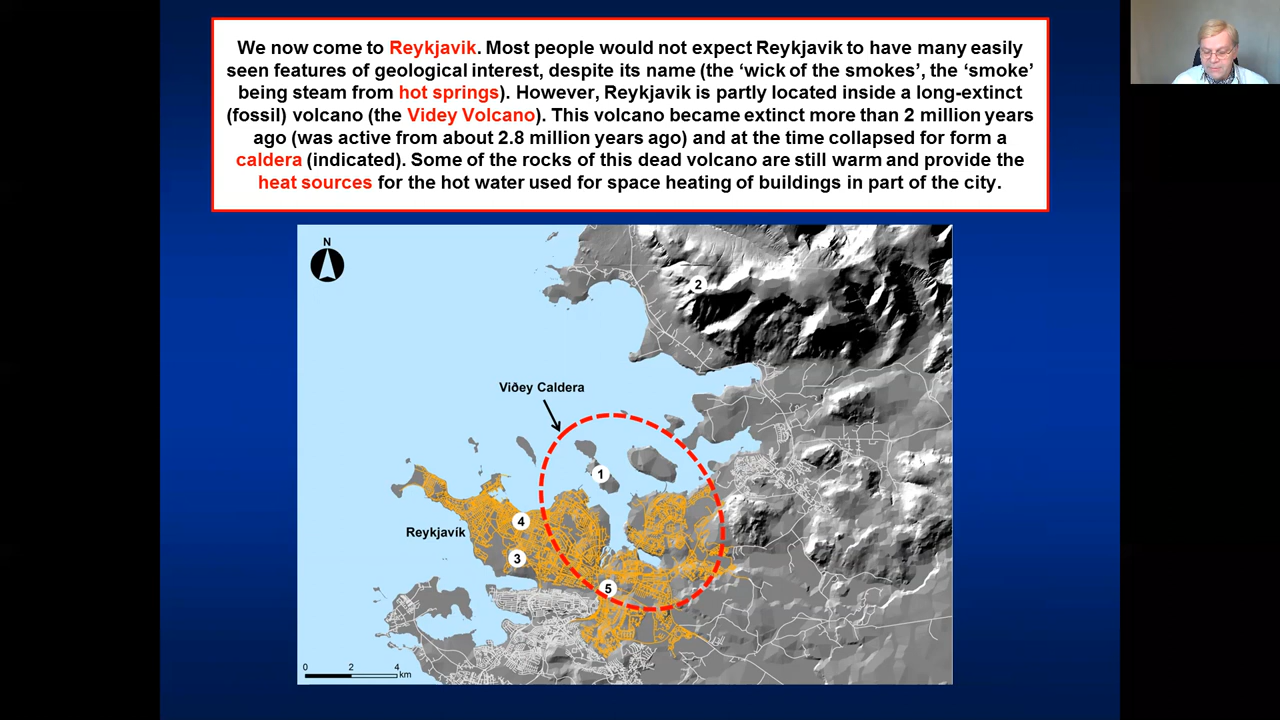 We now come to Reykjavik. Most people would not expect Reykjavik to have many easily
seen features of geological interest, despite its name (the ‘wick of the smokes’, the ‘smoke’
being steam from hot springs). However, Reykjavik is partly located inside a long-extinct
(fossil) volcano (the Videy Volcano). This volcano became extinct more than 2 million years
ago (was active from about 2.8 million years ago) and at the time collapsed for form a
caldera (indicated). Some of the rocks of this dead volcano are still warm and provide the
heat sources for the hot water used for space heating of buildings in part of the city.
N
2
Viðey Caldera
1
4
Reykjavík
3
5
0 2 4
km